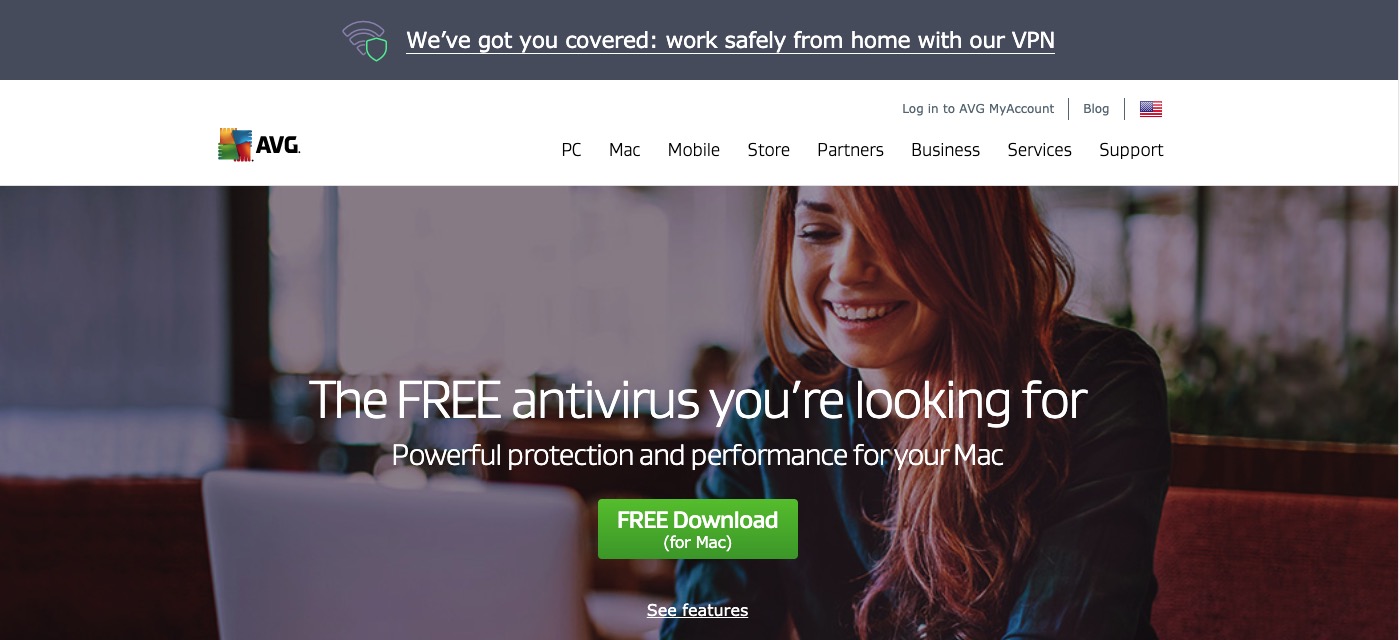 We've got you covered: work safely from home with our VPN
Log in to AVG MyAccount
Blog
AVG.
PC
Mac
Mobile
Store
Partners
Business
Services
Support
The FREE antivirus you're looking for
Powerful protection and performance for your Mac
FREE Download
(for Mac)
See features